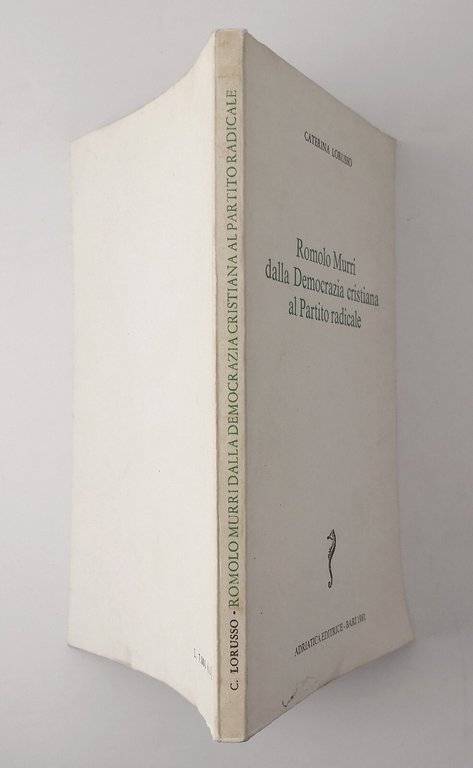 CATERINA LORUSSO
Romolo Murri
dalla Democrazia cristiana
al Partito radicale
ADRIATICA EDITRICE - BARI 1981
C. LORUSSO - ROMOLO MURRI DALLA DEMOCRAZIA CRISTIANA AL PARTITO RADICALE